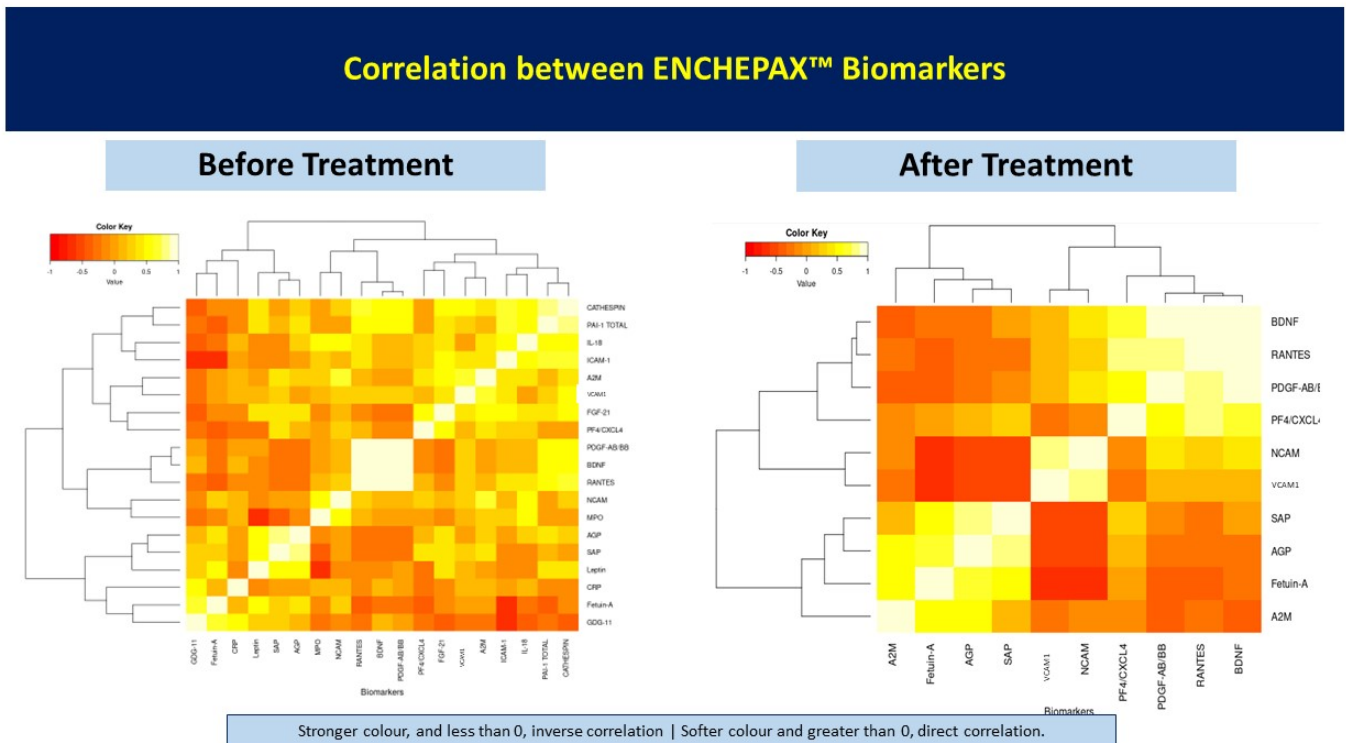 Correlation between ENCHEPAX™ Biomarkers
Before Treatment
After Treatment
Color Key
-1 -0.5 0 0.5 1
Value
CATHESPIN
PAI-1 TOTAL
IL-18
ICAM-1
A2M
VCAM1
FGF-21
PF4/CXCL4
PDGF-AB/BB
BDNF
RANTES
NCAM
MPO
AGP
SAP
Leptin
CRP
Fetuin-A
GDG-11
GDG-11 Fetuin-A CRP Leptin SAP AGP MPO NCAM RANTES BDNF PDGF-AB/BB PF4/CXCL4 FGF-21 VCAM1 A2M ICAM-1 IL-18 PAI-1 TOTAL CATHESPIN
Biomarkers
Color Key
-1 -0.5 0 0.5 1
Value
BDNF
RANTES
PDGF-AB/E
PF4/CXCL4
NCAM
VCAM1
SAP
AGP
Fetuin-A
A2M
A2M Fetuin-A AGP SAP VCAM1 NCAM PF4/CXCL4 PDGF-AB/BB RANTES BDNF
Biomarkers
Stronger colour, and less than 0, inverse correlation | Softer colour and greater than 0, direct correlation.